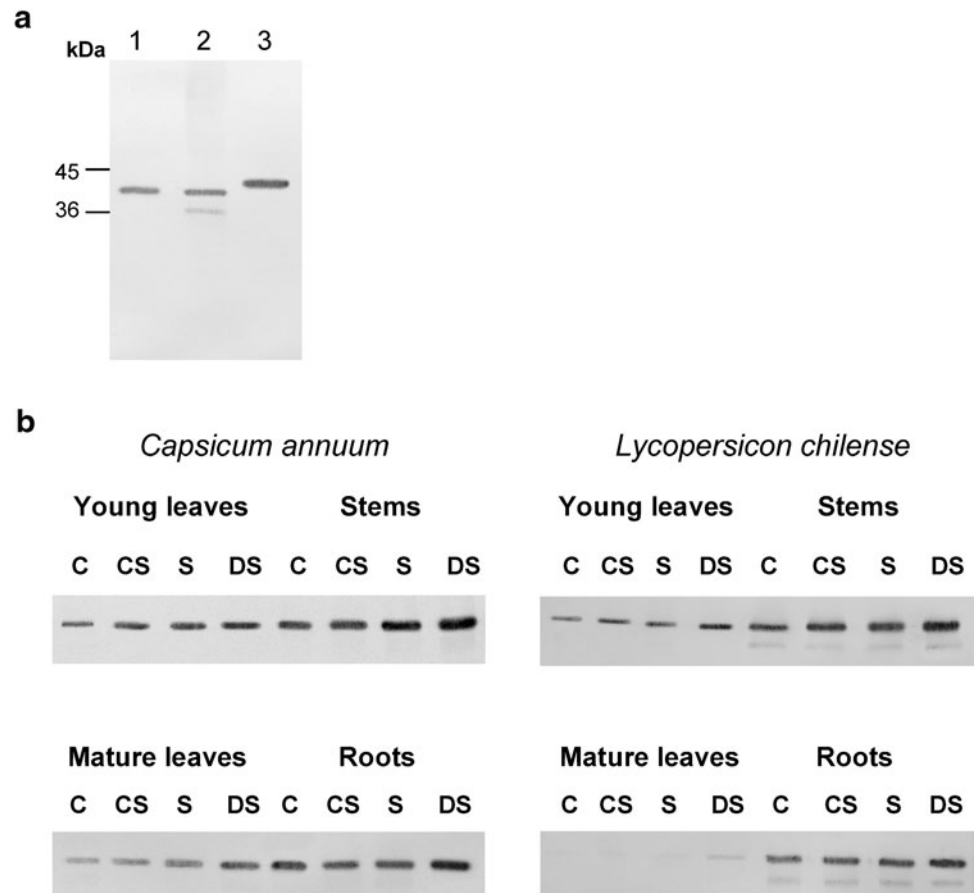 a
kDa 1 2 3
45
36
b
Capsicum annuum Lycopersicon chilense
Young leaves Stems Young leaves Stems
C CS S DS C CS S DS C CS S DS C CS S DS
Mature leaves Roots Mature leaves Roots
C CS S DS C CS S DS C CS S DS C CS S DS